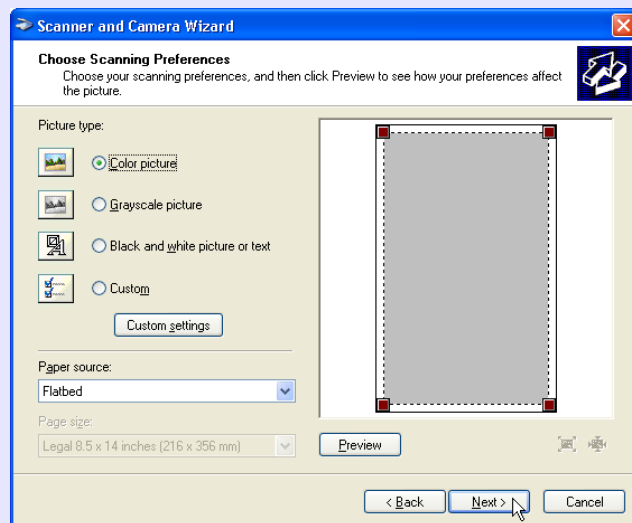 Scanner and Camera Wizard
Choose Scanning Preferences
Choose your scanning preferences, and then click Preview to see how your preferences affect
the picture.
Picture type:
Color picture
Grayscale picture
Black and white picture or text
Custom
Custom settings
Paper source:
Flatbed
Page size:
Legal 8.5 x 14 inches (216 x 356 mm)
Preview
< Back
Next >
Cancel